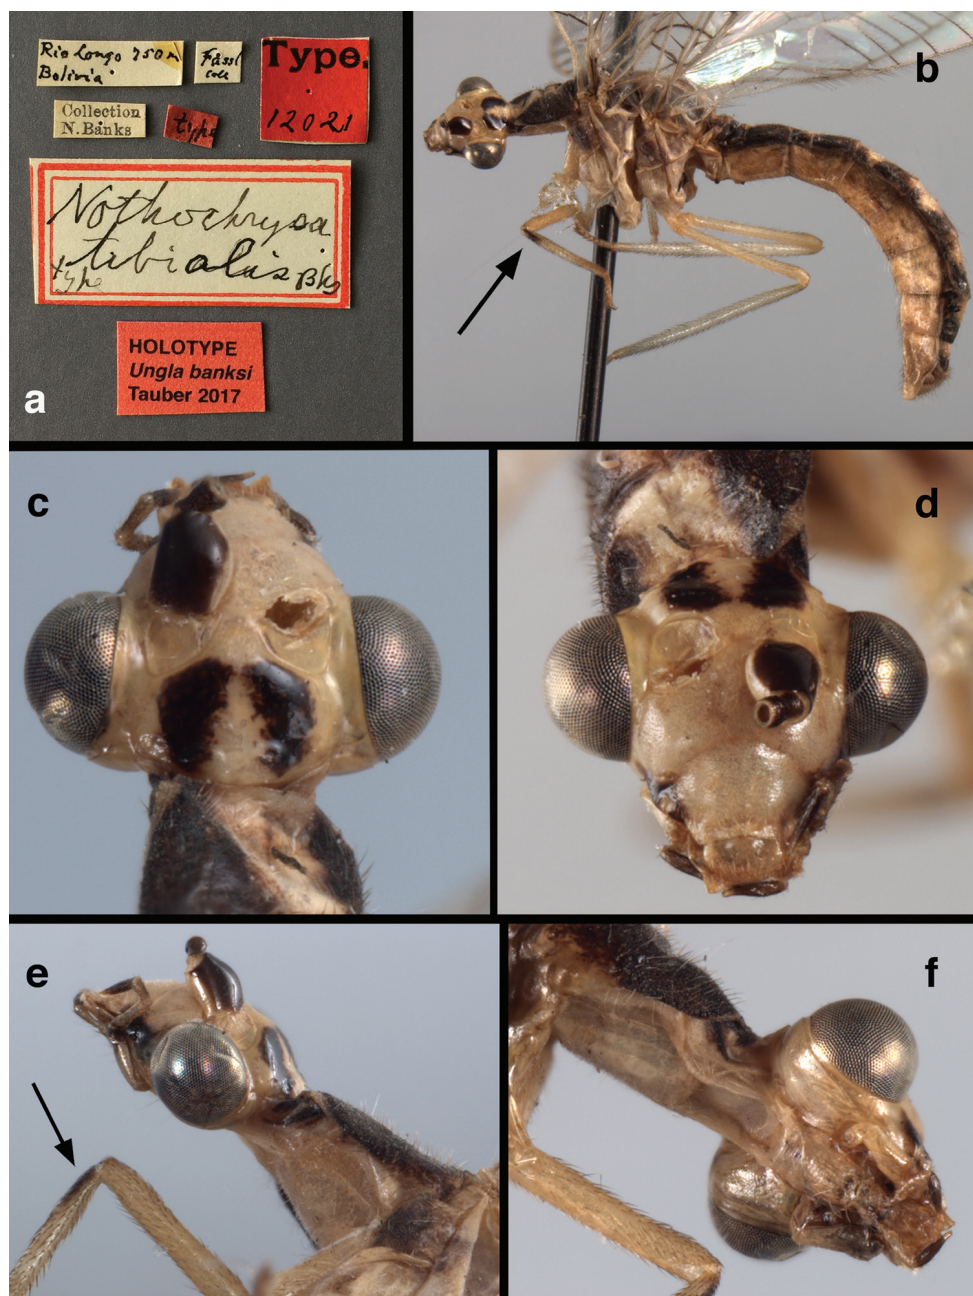 Rio Longo 750m
Bolivia
Fassl
Coll
Type.
12021
Collection
N. Banks
type
Nothochrysa
tibialis Bks
type
HOLOTYPE
Ungla banksi
Tauber 2017
a
b
c
d
e
f